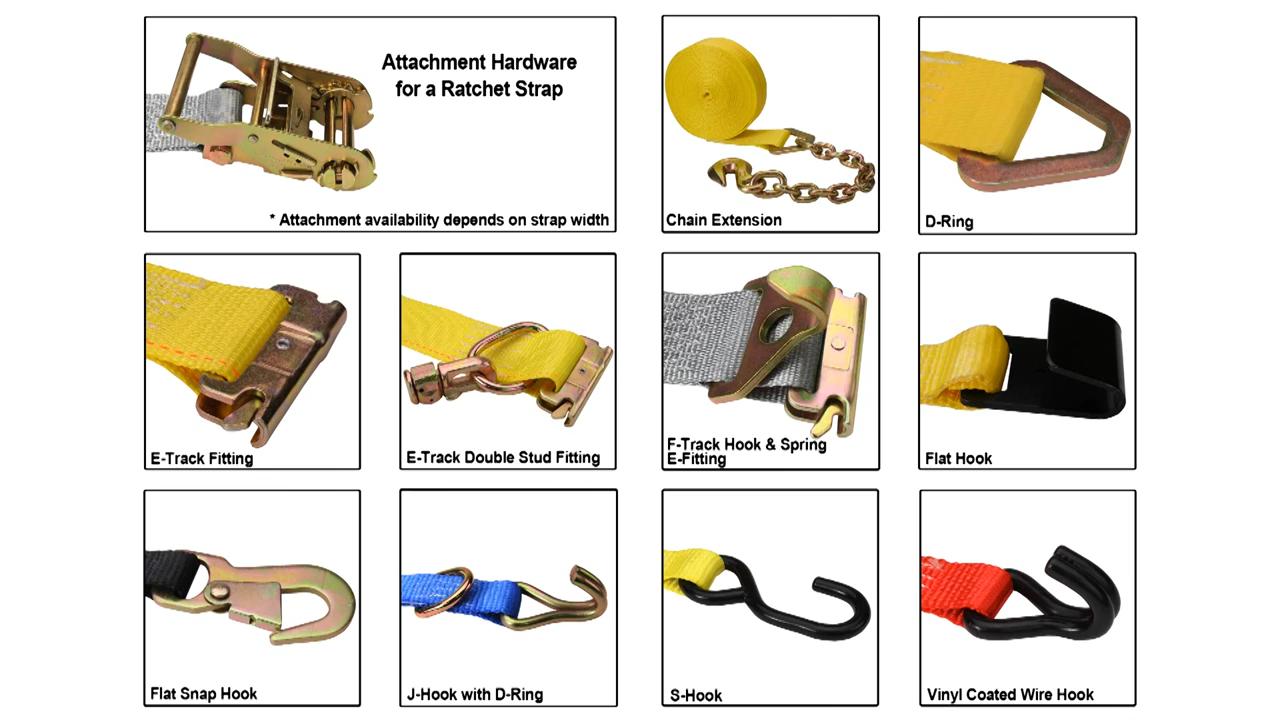 Attachment Hardware
for a Ratchet Strap
* Attachment availability depends on strap width
Chain Extension
D-Ring
E-Track Fitting
E-Track Double Stud Fitting
F-Track Hook & Spring
E-Fitting
Flat Hook
Flat Snap Hook
J-Hook with D-Ring
S-Hook
Vinyl Coated Wire Hook